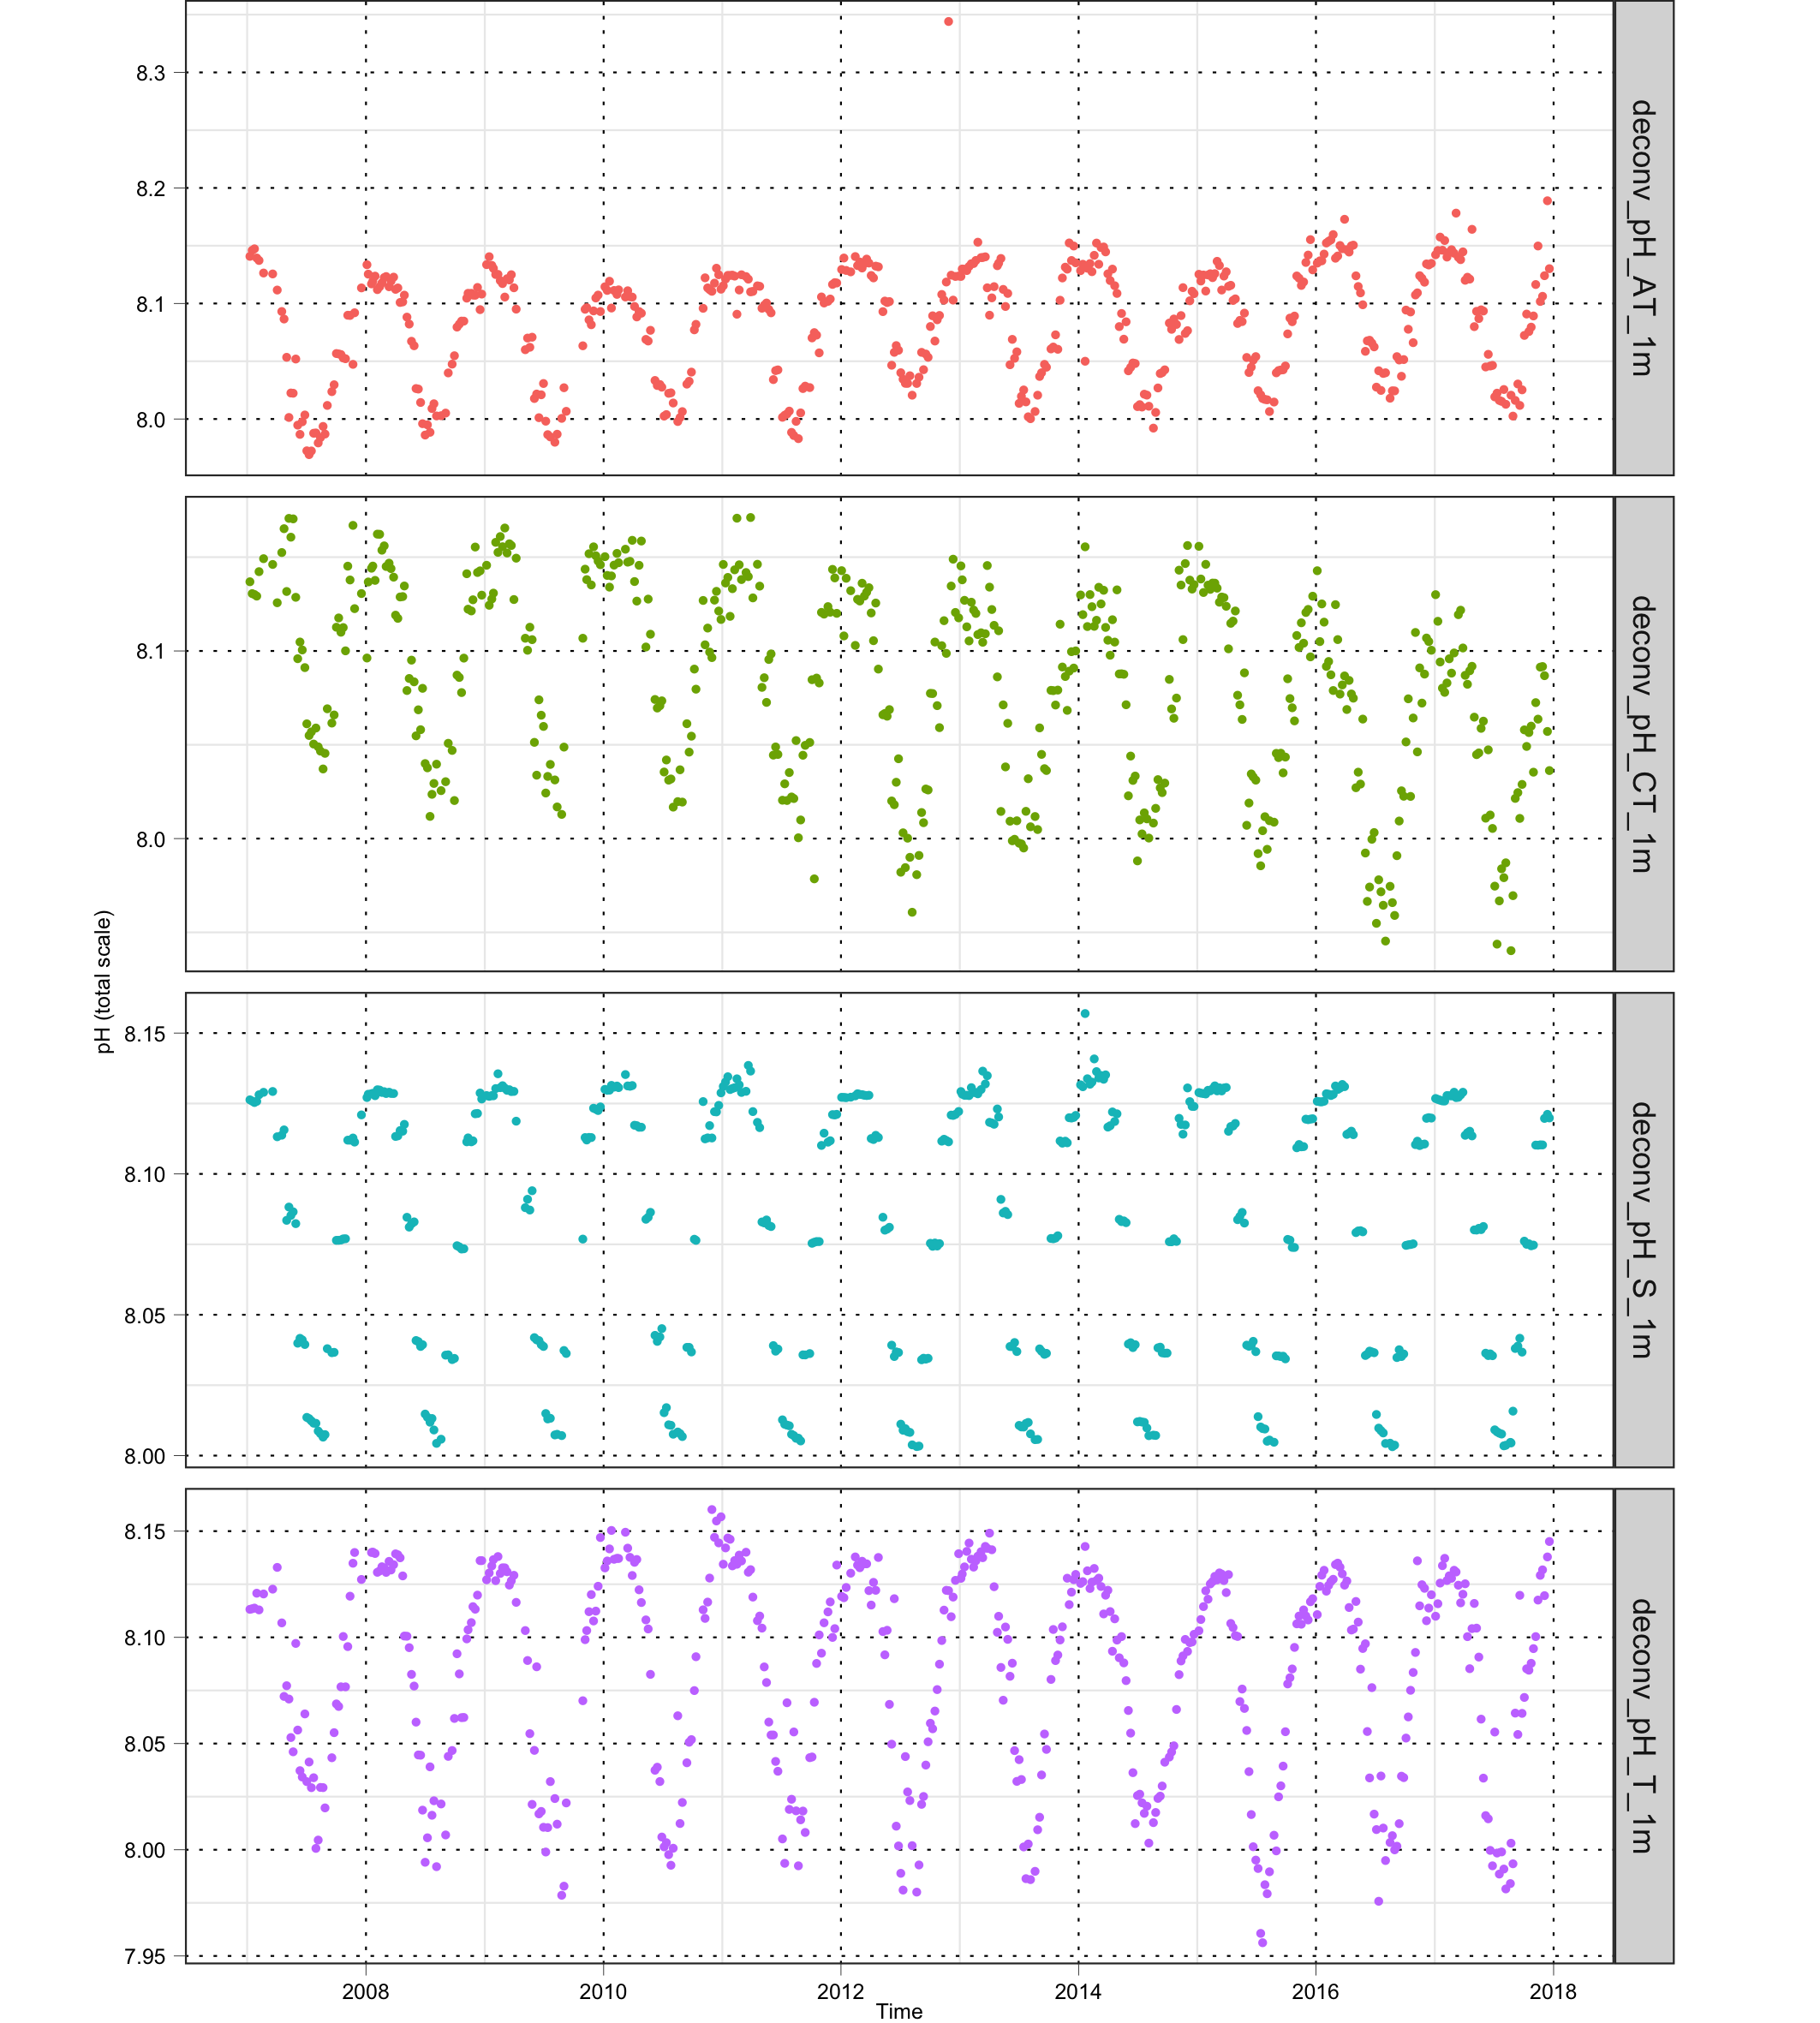 8.3
8.2
8.1
8.0
deconv_pH_AT_1m
8.1
8.0
deconv_pH_CT_1m
pH (total scale)
8.15
8.10
8.05
8.00
deconv_pH_S_1m
8.15
8.10
8.05
8.00
7.95
deconv_pH_T_1m
2008 2010 2012 2014 2016 2018
Time